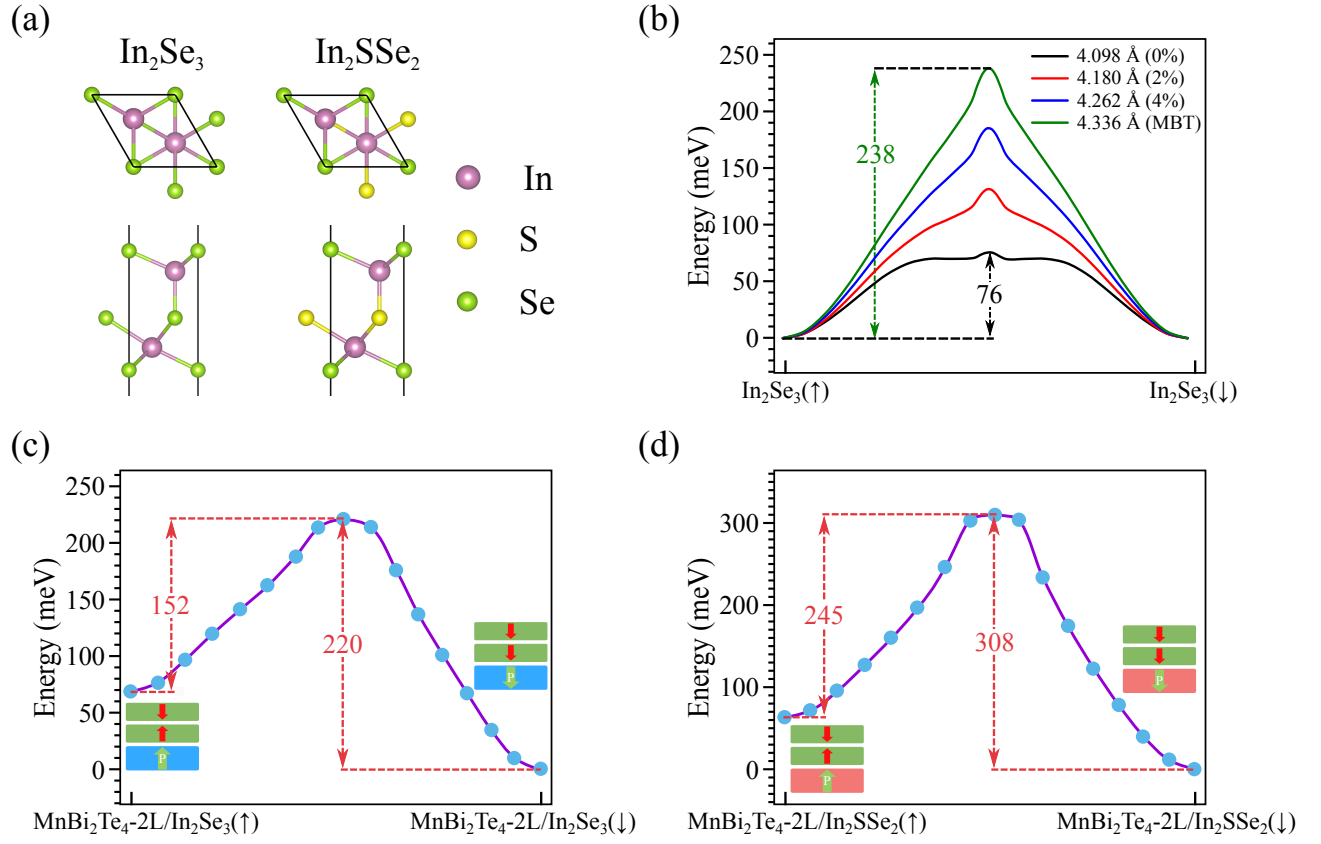 (a)
In₂Se₃
In₂SSe₂
In
S
Se
(b)
Energy (meV)
250
200
150
100
50
0
4.098 Å (0%)
4.180 Å (2%)
4.262 Å (4%)
4.336 Å (MBT)
238
76
In₂Se₃(↑)
In₂Se₃(↓)
(c)
Energy (meV)
250
200
150
100
50
0
152
220
P
P
MnBi₂Te₄-2L/In₂Se₃(↑)
MnBi₂Te₄-2L/In₂Se₃(↓)
(d)
Energy (meV)
300
200
100
0
245
308
P
P
MnBi₂Te₄-2L/In₂SSe₂(↑)
MnBi₂Te₄-2L/In₂SSe₂(↓)